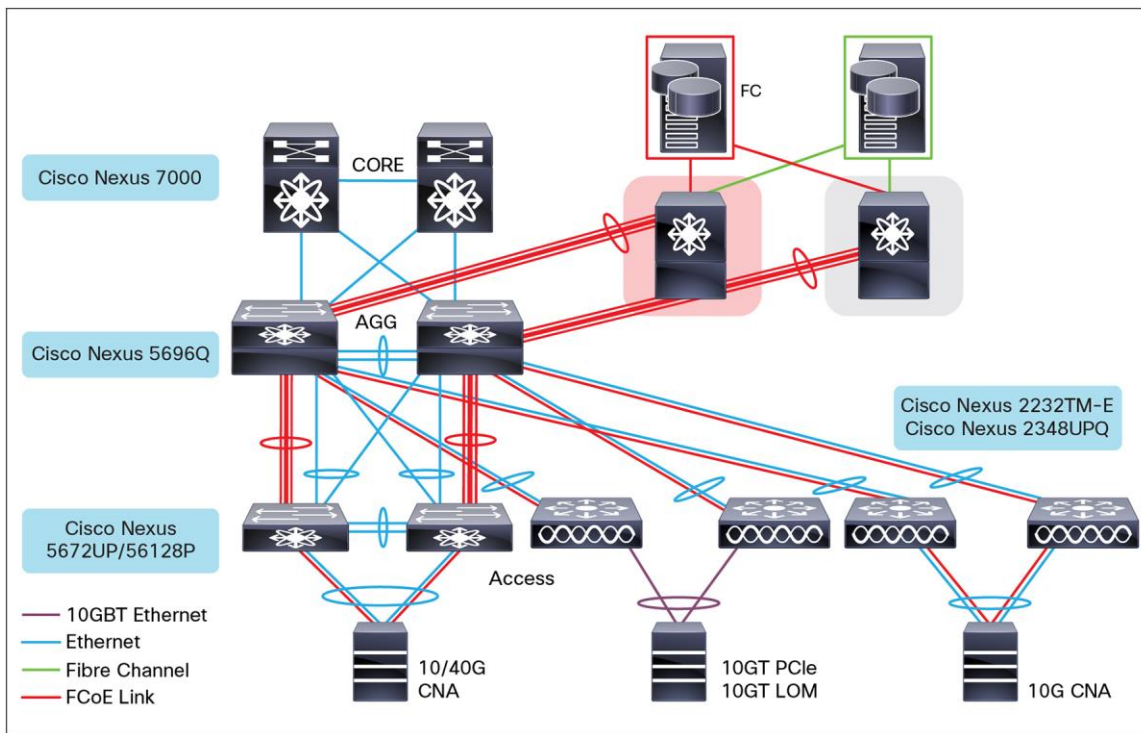 FC
CORE
Cisco Nexus 7000
AGG
Cisco Nexus 5696Q
Cisco Nexus 2232TM-E
Cisco Nexus 2348UPQ
Cisco Nexus
5672UP/56128P
Access
10GBT Ethernet
Ethernet
Fibre Channel
FCoE Link
10/40G
CNA
10GT PCIe
10GT LOM
10G CNA